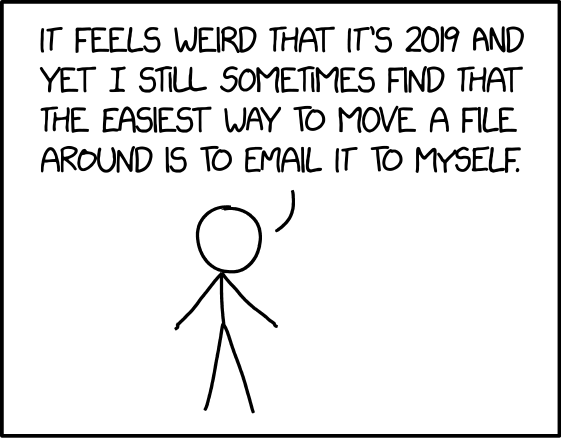 IT FEELS WEIRD THAT IT'S 2019 AND
YET I STILL SOMETIMES FIND THAT
THE EASIEST WAY TO MOVE A FILE
AROUND IS TO EMAIL IT TO MYSELF.